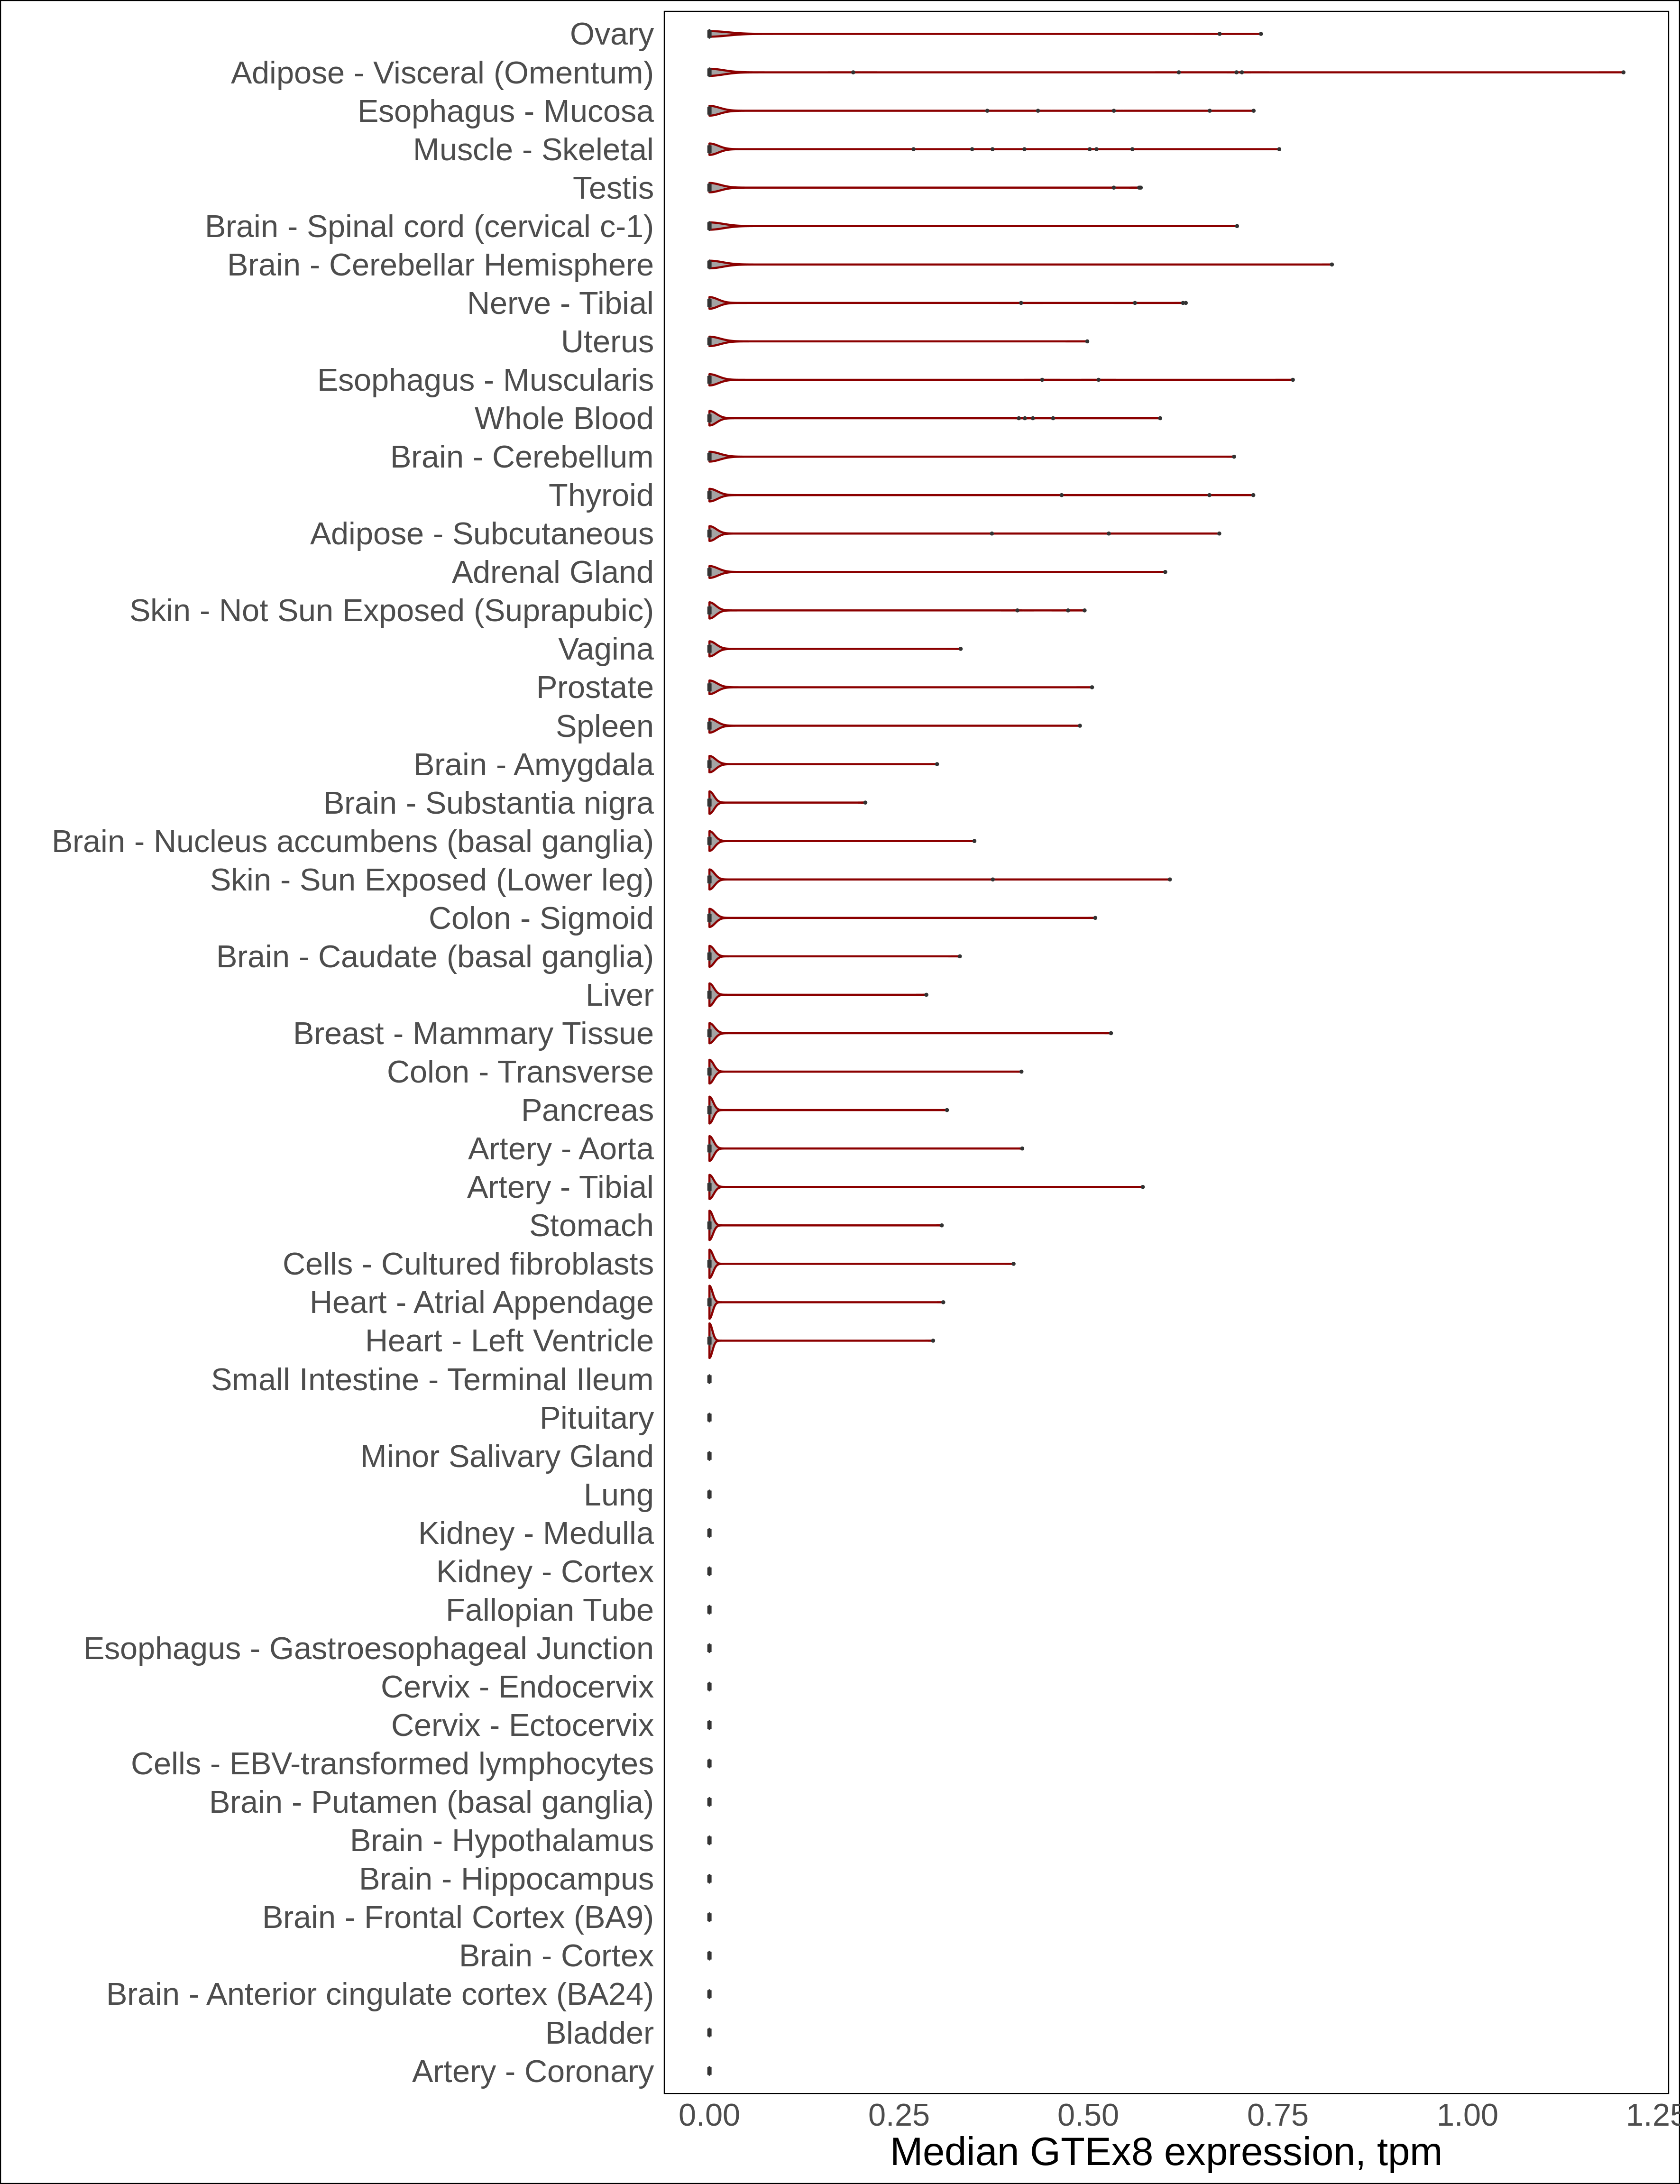 Ovary
Adipose - Visceral (Omentum)
Esophagus - Mucosa
Muscle - Skeletal
Testis
Brain - Spinal cord (cervical c-1)
Brain - Cerebellar Hemisphere
Nerve - Tibial
Uterus
Esophagus - Muscularis
Whole Blood
Brain - Cerebellum
Thyroid
Adipose - Subcutaneous
Adrenal Gland
Skin - Not Sun Exposed (Suprapubic)
Vagina
Prostate
Spleen
Brain - Amygdala
Brain - Substantia nigra
Brain - Nucleus accumbens (basal ganglia)
Skin - Sun Exposed (Lower leg)
Colon - Sigmoid
Brain - Caudate (basal ganglia)
Liver
Breast - Mammary Tissue
Colon - Transverse
Pancreas
Artery - Aorta
Artery - Tibial
Stomach
Cells - Cultured fibroblasts
Heart - Atrial Appendage
Heart - Left Ventricle
Small Intestine - Terminal Ileum
Pituitary
Minor Salivary Gland
Lung
Kidney - Medulla
Kidney - Cortex
Fallopian Tube
Esophagus - Gastroesophageal Junction
Cervix - Endocervix
Cervix - Ectocervix
Cells - EBV-transformed lymphocytes
Brain - Putamen (basal ganglia)
Brain - Hypothalamus
Brain - Hippocampus
Brain - Frontal Cortex (BA9)
Brain - Cortex
Brain - Anterior cingulate cortex (BA24)
Bladder
Artery - Coronary
0.00 0.25 0.50 0.75 1.00 1.25
Median GTEx8 expression, tpm